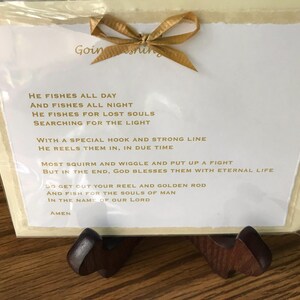 Going Fishing
He fishes all day
And fishes all night
He fishes for lost souls
Searching for the light
With a special hook and strong line
He reels them in, in due time
Most squirm and wiggle and put up a fight
But in the end, God blesses them with eternal life
So get out your reel and golden rod
And fish for the souls of man
In the name of our Lord
Amen